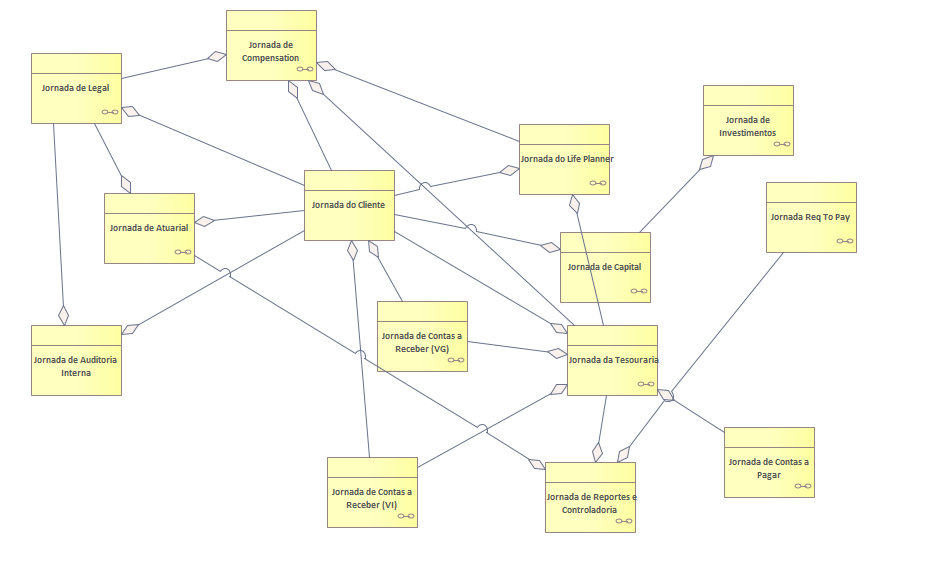 Jornada de
Compensation
Jornada de Legal
Jornada de
Investimentos
Jornada do Life Planner
Jornada do Cliente
Jornada Req To Pay
Jornada de Atuarial
Jornada de Capital
Jornada de Contas a
Receber (VG)
Jornada de Auditoria
Interna
Jornada da Tesouraria
Jornada de Contas a
Pagar
Jornada de Contas a
Receber (VI)
Jornada de Reportes e
Controladoria